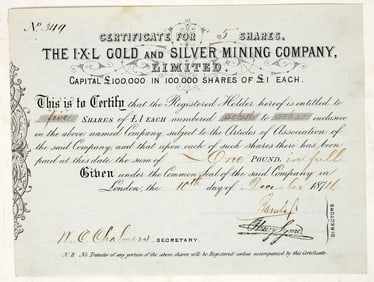 No. 349
CERTIFICATE FOR 5 SHARES.
THE I·X·L GOLD AND SILVER MINING COMPANY,
LIMITED.
CAPITAL £100,000 IN 100,000 SHARES OF £1 EACH.
This is to Certify that the Registered Holder hereof is entitled to
five SHARES OF £1 EACH numbered to inclusive
in the above named Company, subject to the Articles of Association of
the said Company, and that upon each of such shares there has been
paid at this date the sum of One POUND. in full
Given under the Common Seal of the said Company in
London, the 10th day of December 1874
W. C. Chalmers SECRETARY.
DIRECTORS
N.B. No Transfer of any portion of the above shares will be Registered unless accompanied by this Certificate.